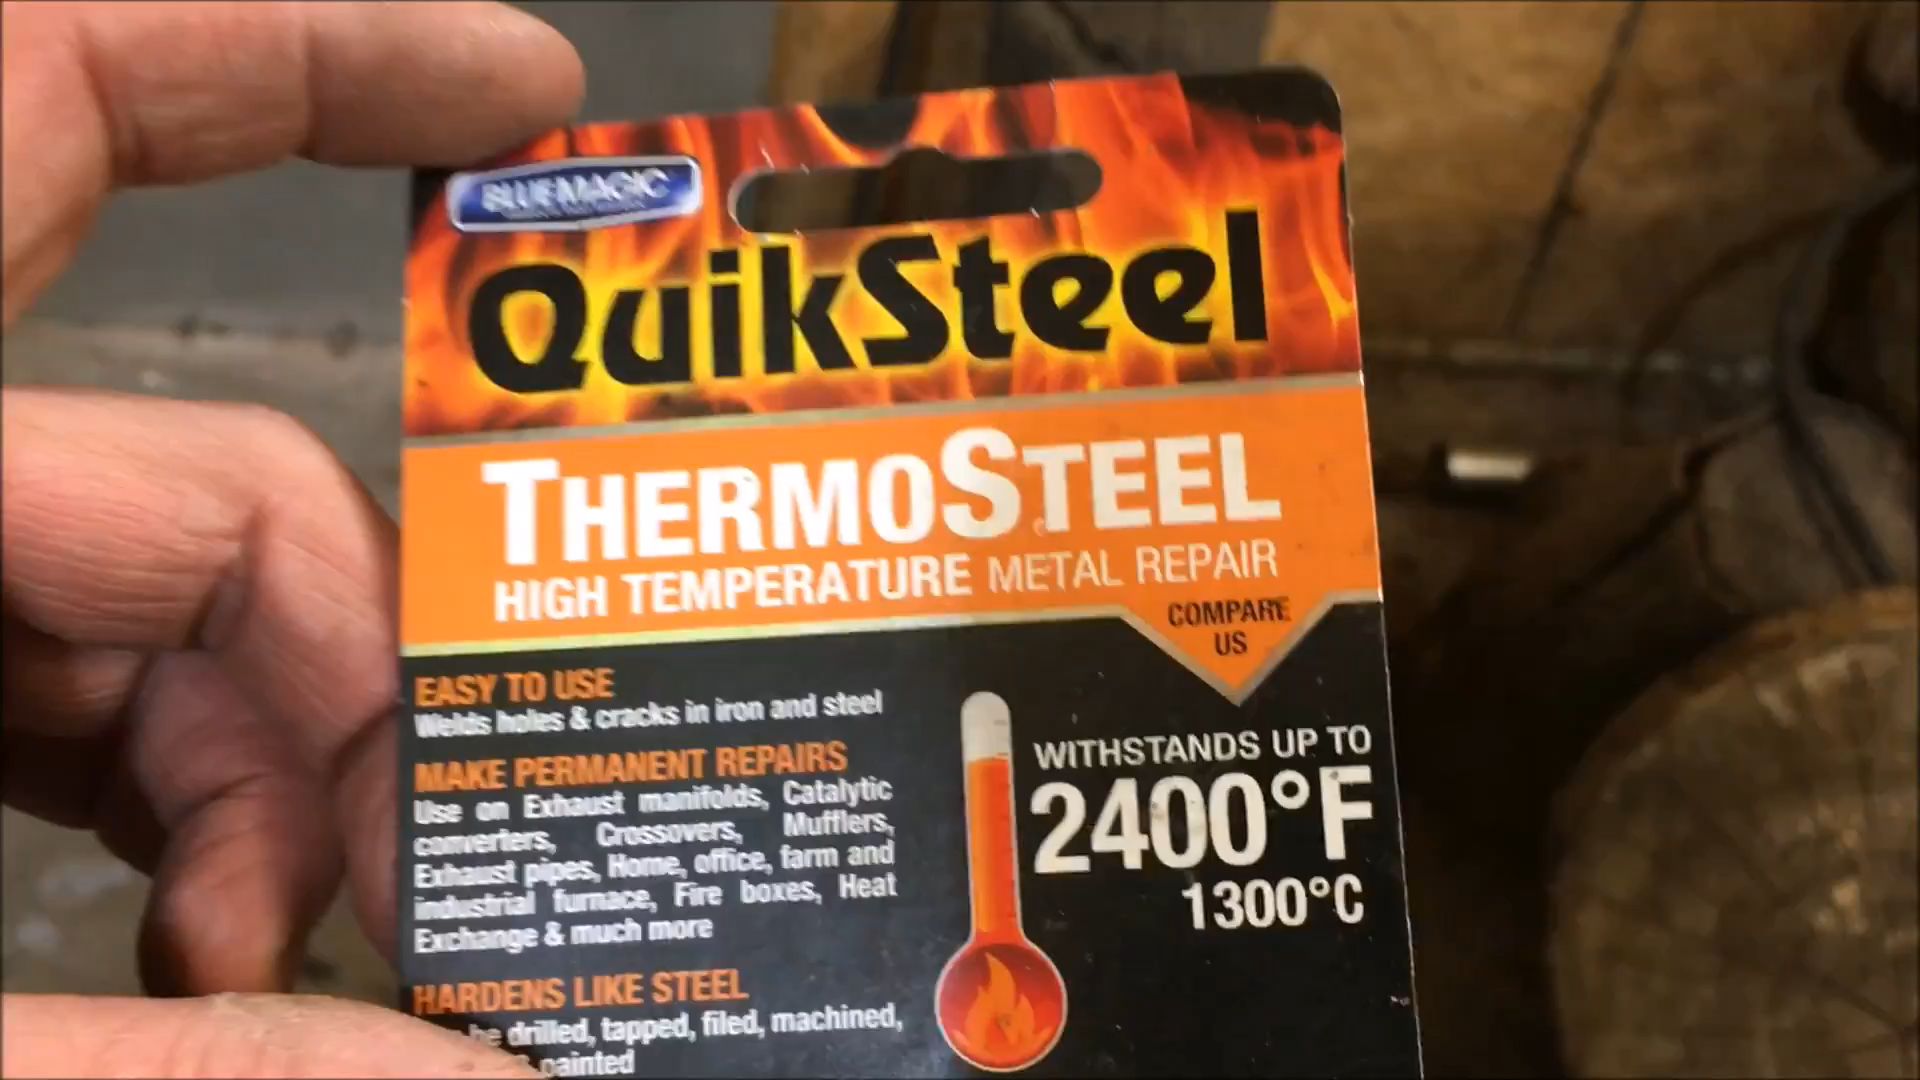 BLUEMAGIC
QuikSteel
THERMOSTEEL
HIGH TEMPERATURE METAL REPAIR
COMPARE
US
EASY TO USE
Welds holes & cracks in iron and steel
MAKE PERMANENT REPAIRS
Use on Exhaust manifolds, Catalytic
converters, Crossovers, Mufflers,
Exhaust pipes, Home, office, farm and
industrial furnace, Fire boxes, Heat
Exchange & much more
HARDENS LIKE STEEL
be drilled, tapped, filed, machined,
painted
WITHSTANDS UP TO
2400°F
1300°C